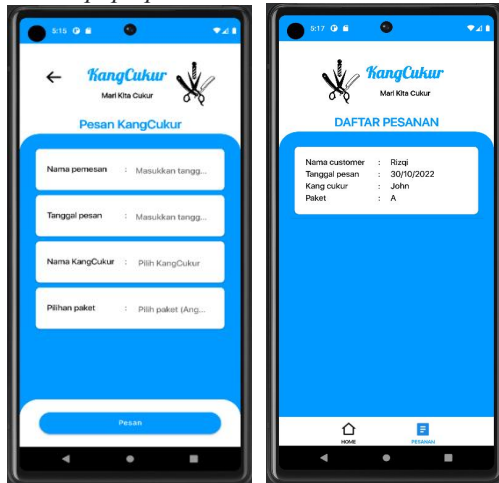 5:15
KangCukur
Mari Kita Cukur
Pesan KangCukur
Nama pemesan : Masukkan tangg...
Tanggal pesan : Masukkan tangg...
Nama KangCukur : Pilih KangCukur
Pilihan paket : Pilih paket (Ang...
Pesan
5:17
KangCukur
Mari Kita Cukur
DAFTAR PESANAN
Nama customer : Rizqi
Tanggal pesan : 30/10/2022
Kang cukur : John
Paket : A
HOME
PESANAN